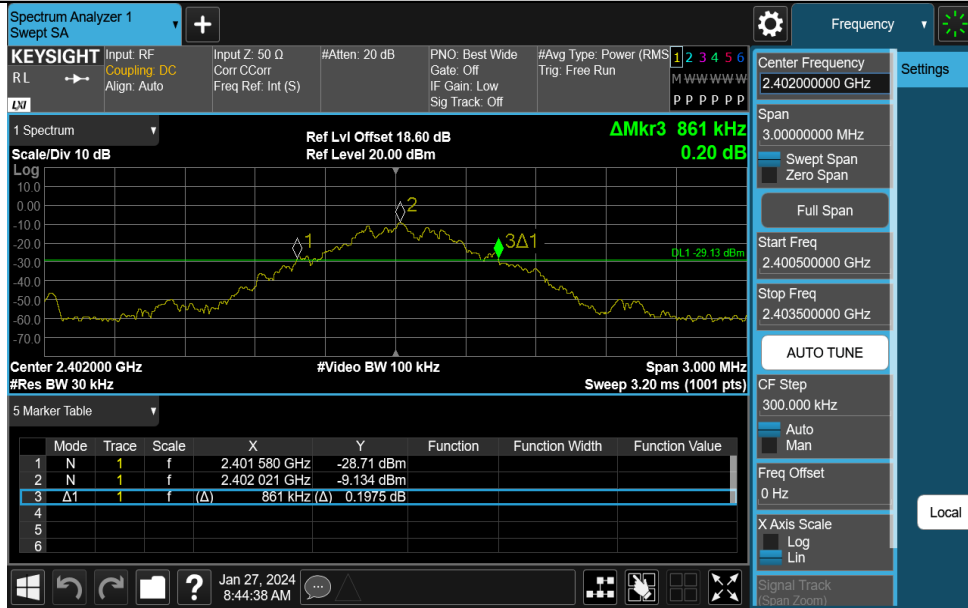 Spectrum Analyzer 1
Swept SA
Frequency
KEYSIGHT
RL
LXI
Input: RF
Coupling: DC
Align: Auto
Input Z: 50 Ω
Corr CCorr
Freq Ref: Int (S)
#Atten: 20 dB
PNO: Best Wide
Gate: Off
IF Gain: Low
Sig Track: Off
#Avg Type: Power (RMS
Trig: Free Run
1 2 3 4 5 6
M W W W W W
P P P P P P
1 Spectrum
Scale/Div 10 dB
Ref Lvl Offset 18.60 dB
Ref Level 20.00 dBm
ΔMkr3 861 kHz
0.20 dB
Log
10.0
0.00
-10.0
-20.0
-30.0
-40.0
-50.0
-60.0
-70.0
1
2
3Δ1
DL1 -29.13 dBm
Center 2.402000 GHz
#Video BW 100 kHz
Span 3.000 MHz
#Res BW 30 kHz
Sweep 3.20 ms (1001 pts)
5 Marker Table
Mode Trace Scale X Y Function Function Width Function Value
1 N 1 f 2.401 580 GHz -28.71 dBm
2 N 1 f 2.402 021 GHz -9.134 dBm
3 Δ1 1 f (Δ) 861 kHz (Δ) 0.1975 dB
4
5
6
Jan 27, 2024
8:44:38 AM
Center Frequency
2.402000000 GHz
Span
3.00000000 MHz
Swept Span
Zero Span
Full Span
Start Freq
2.400500000 GHz
Stop Freq
2.403500000 GHz
AUTO TUNE
CF Step
300.000 kHz
Auto
Man
Freq Offset
0 Hz
X Axis Scale
Log
Lin
Signal Track
(Span Zoom)
Settings
Local